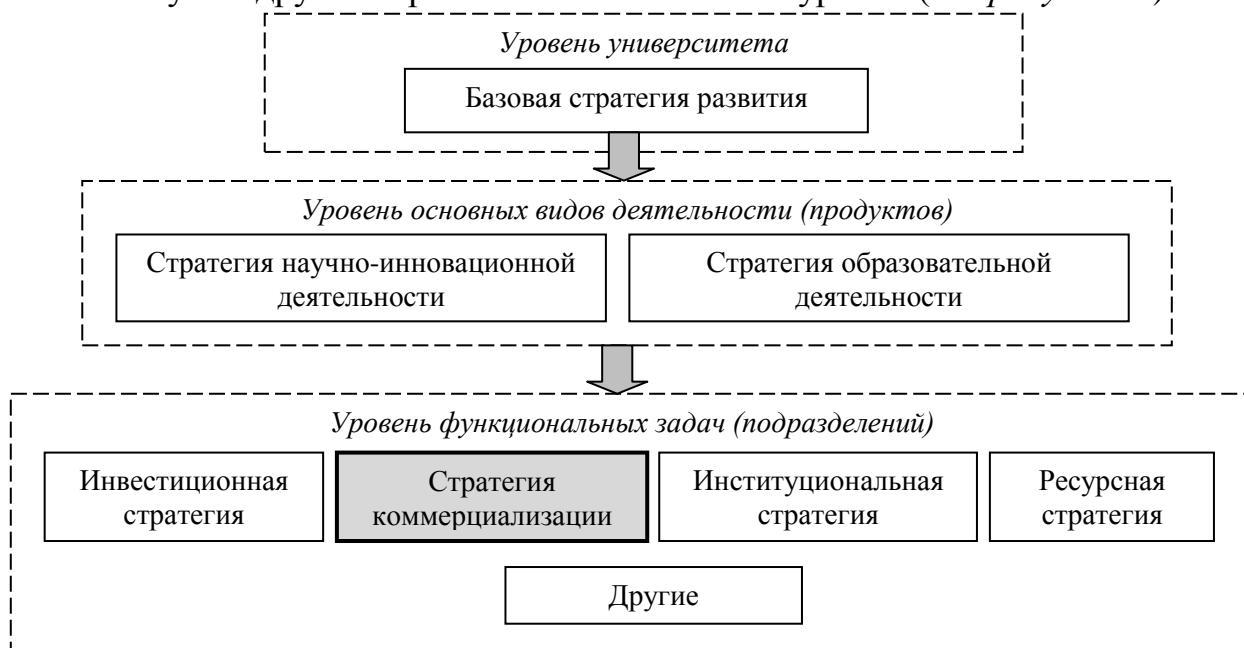 Уровень университета
Базовая стратегия развития
Уровень основных видов деятельности (продуктов)
Стратегия научно-инновационной
деятельности
Стратегия образовательной
деятельности
Уровень функциональных задач (подразделений)
Инвестиционная
стратегия
Стратегия
коммерциализации
Институциональная
стратегия
Ресурсная
стратегия
Другие